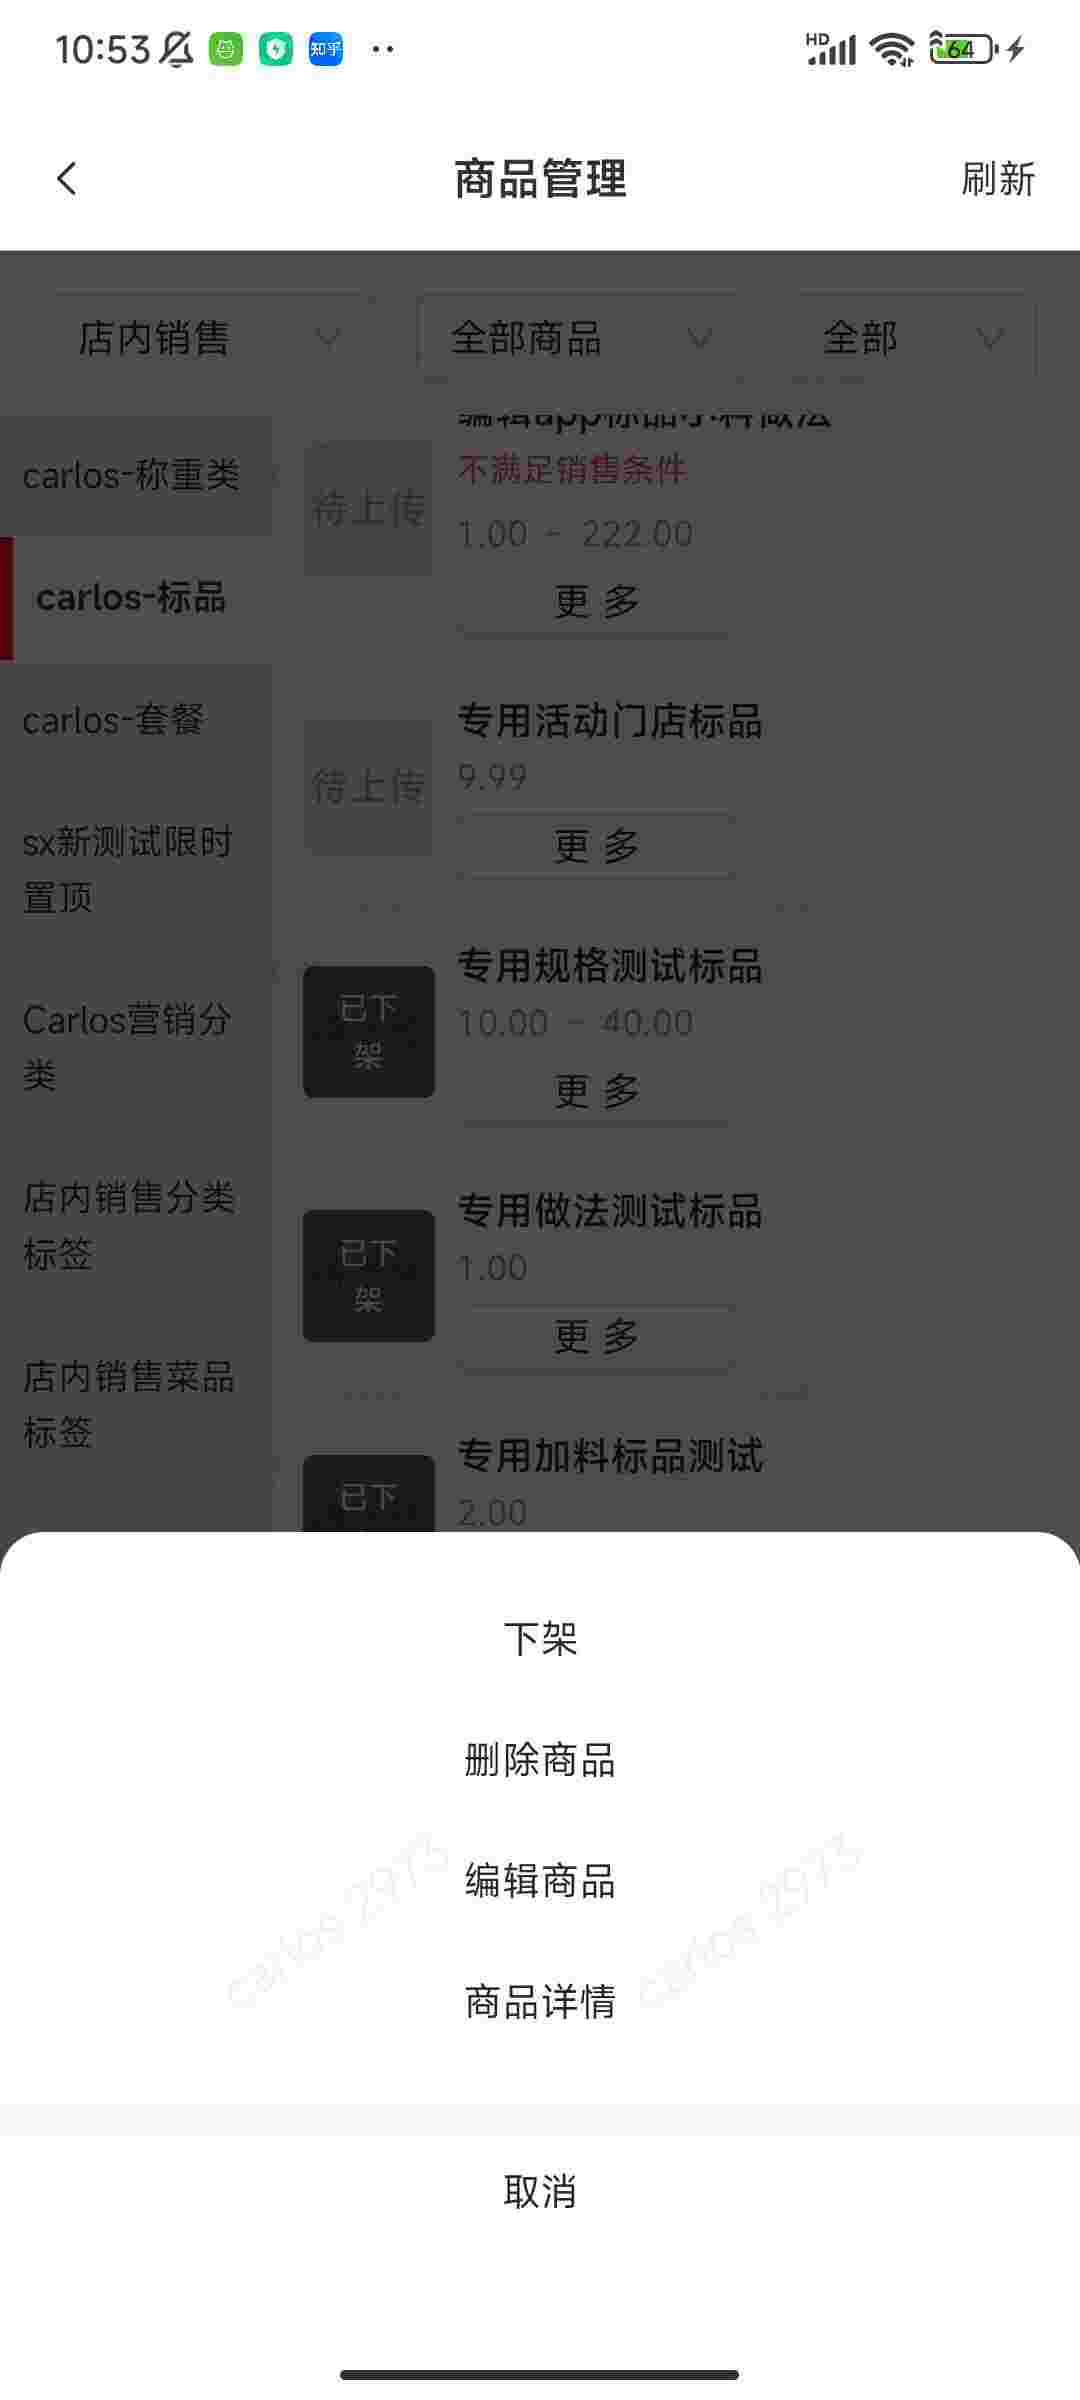 10:53
知乎
HD
64
商品管理
刷新
店内销售
全部商品
全部
carlos-称重类
carlos-标品
carlos-套餐
sx新测试限时
置顶
Carlos营销分
类
店内销售分类
标签
店内销售菜品
标签
待上传
不满足销售条件
1.00 - 222.00
更多
待上传
专用活动门店标品
9.99
更多
已下
架
专用规格测试标品
10.00 - 40.00
更多
已下
架
专用做法测试标品
1.00
更多
已下
专用加料标品测试
2.00
下架
删除商品
编辑商品
商品详情
carlos 2973
carlos 2973
取消